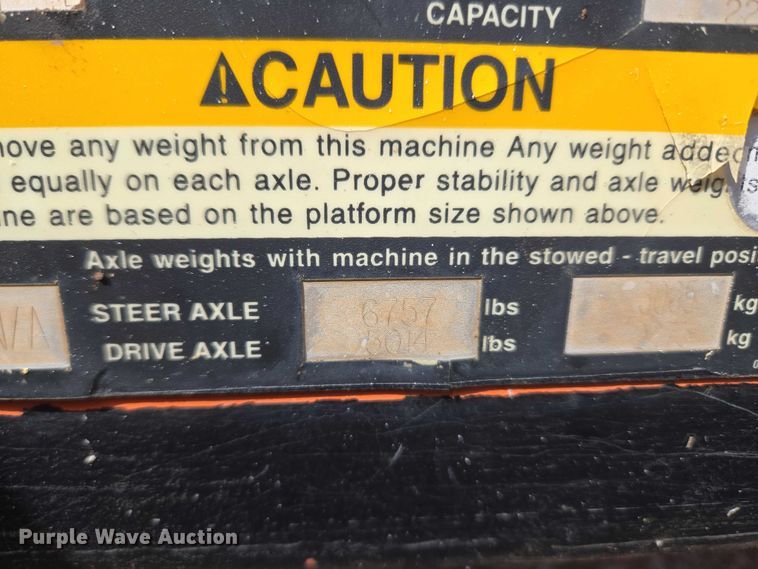 CAPACITY
CAUTION
ove any weight from this machine Any weight added
equally on each axle. Proper stability and axle weig
ne are based on the platform size shown above.
Axle weights with machine in the stowed - travel posi
STEER AXLE 6757 lbs kg
DRIVE AXLE 5014 lbs kg
Purple Wave Auction